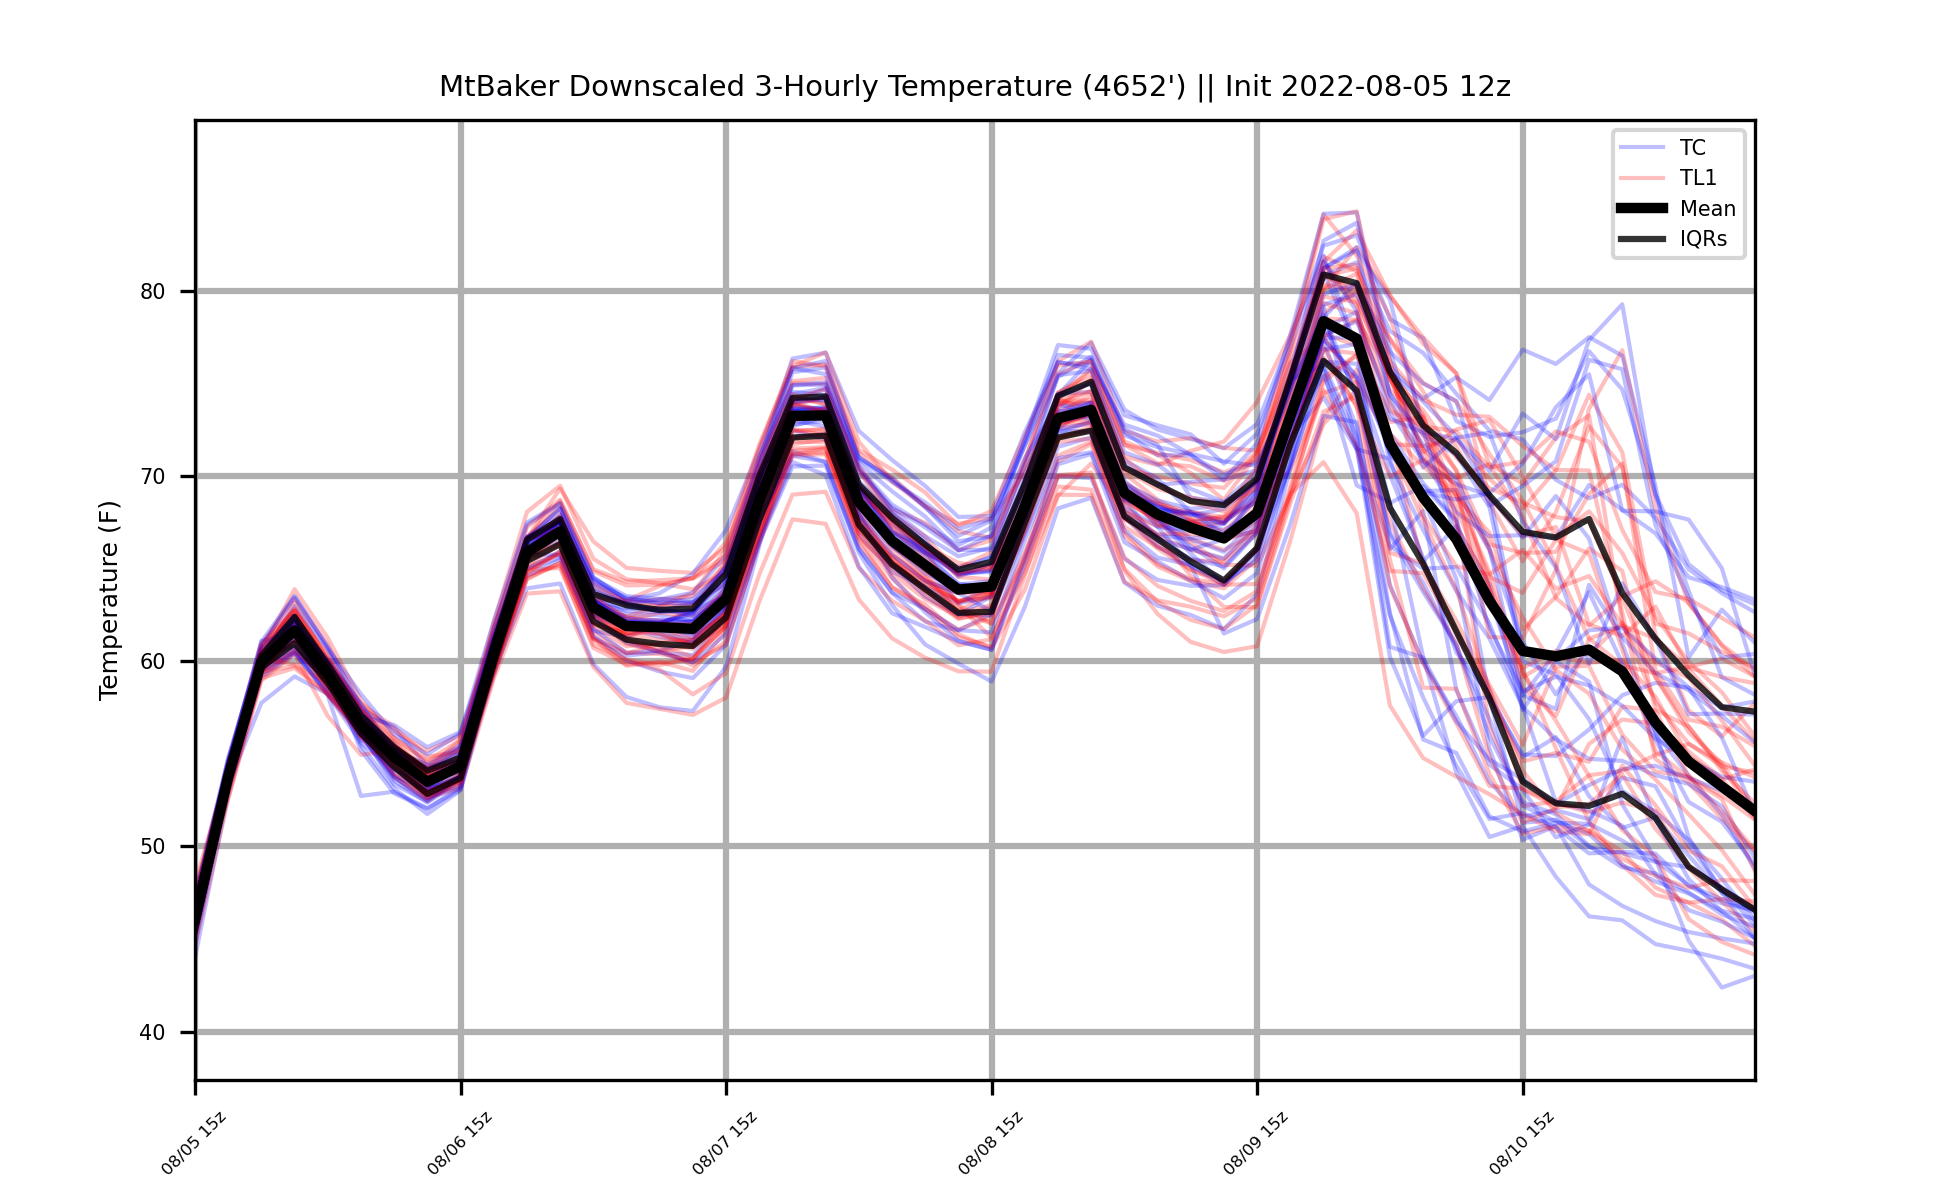 MtBaker Downscaled 3-Hourly Temperature (4652') || Init 2022-08-05 12z
TC
TL1
Mean
IQRs
Temperature (F)
80
70
60
50
40
08/05 15z
08/06 15z
08/07 15z
08/08 15z
08/09 15z
08/10 15z